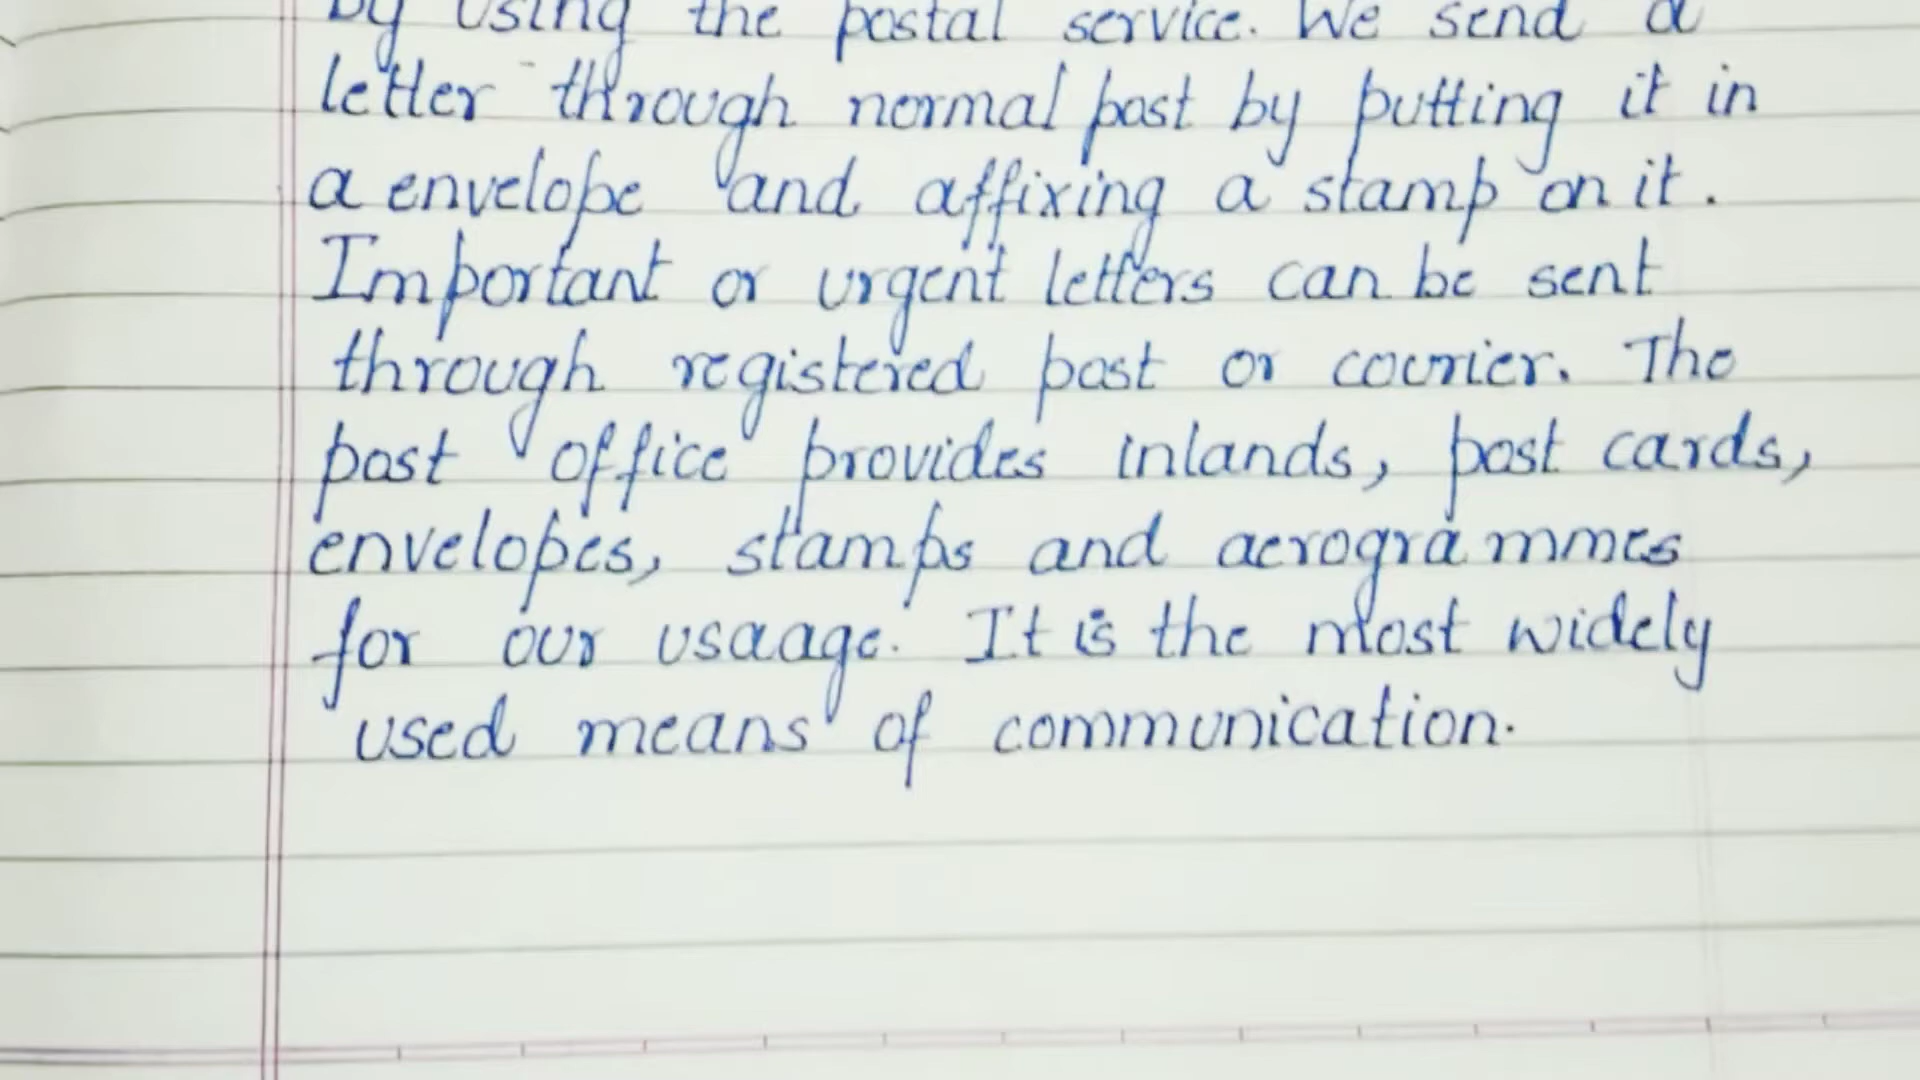 by using the postal service. We send a
letter through normal post by putting it in
a envelope and affixing a stamp on it.
Important or urgent letters can be sent
through registered post or courier. The
post office provides inlands, post cards,
envelopes, stamps and aerogrammes
for our usaage. It is the most widely
used means of communication.